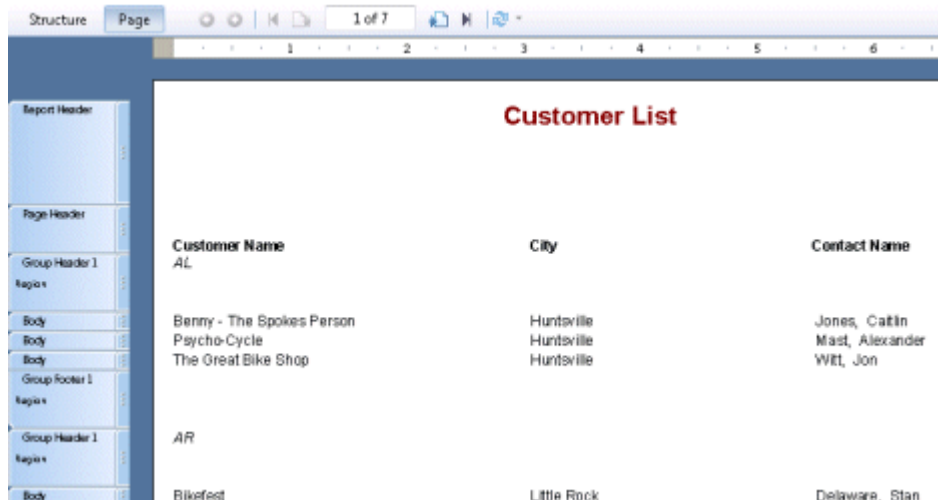 Structure Page 1 of 7
1 2 3 4 5 6
Report Header
Customer List
Page Header
Customer Name City Contact Name
Group Header 1
AL
Region
Body
Benny - The Spokes Person Huntsville Jones, Caitlin
Body
Psycho-Cycle Huntsville Mast, Alexander
Body
The Great Bike Shop Huntsville Witt, Jon
Group Footer 1
Region
Group Header 1
AR
Region
Body
Bikefest Little Rock Delaware, Stan